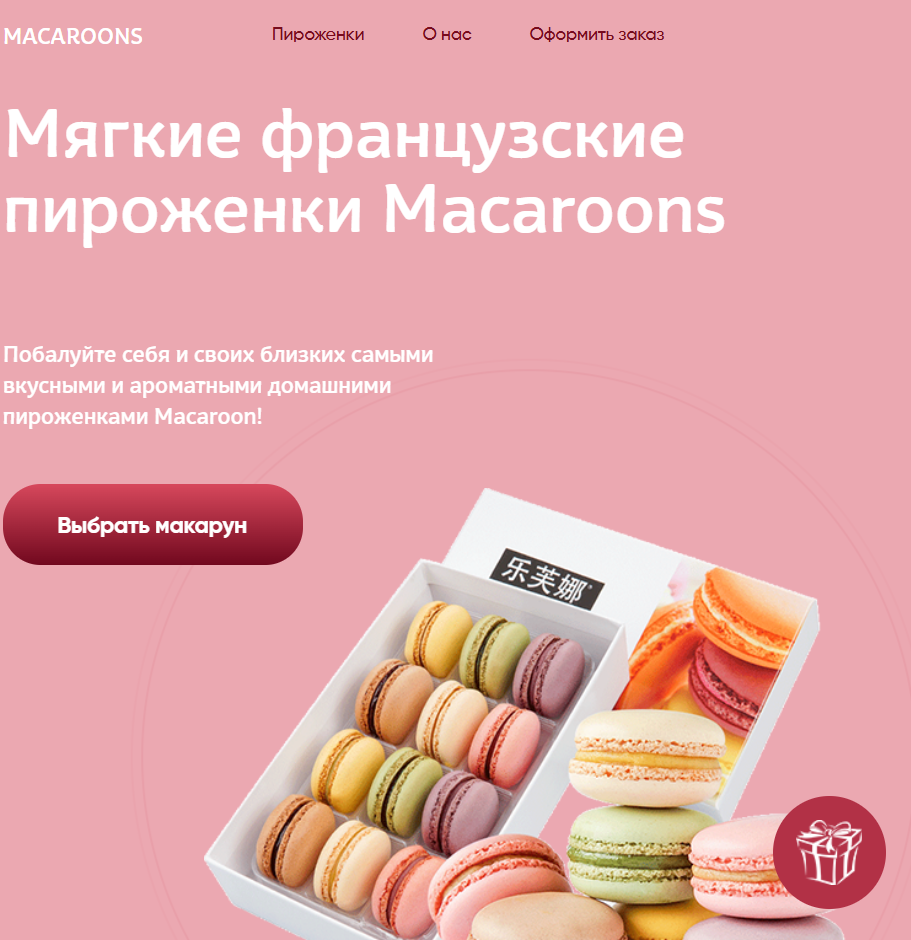 MACAROONS
Пироженки
О нас
Оформить заказ
Мягкие французские
пироженки Macaroons
Побалуйте себя и своих близких самыми
вкусными и ароматными домашними
пироженками Macaroon!
Выбрать макарун
乐芙娜